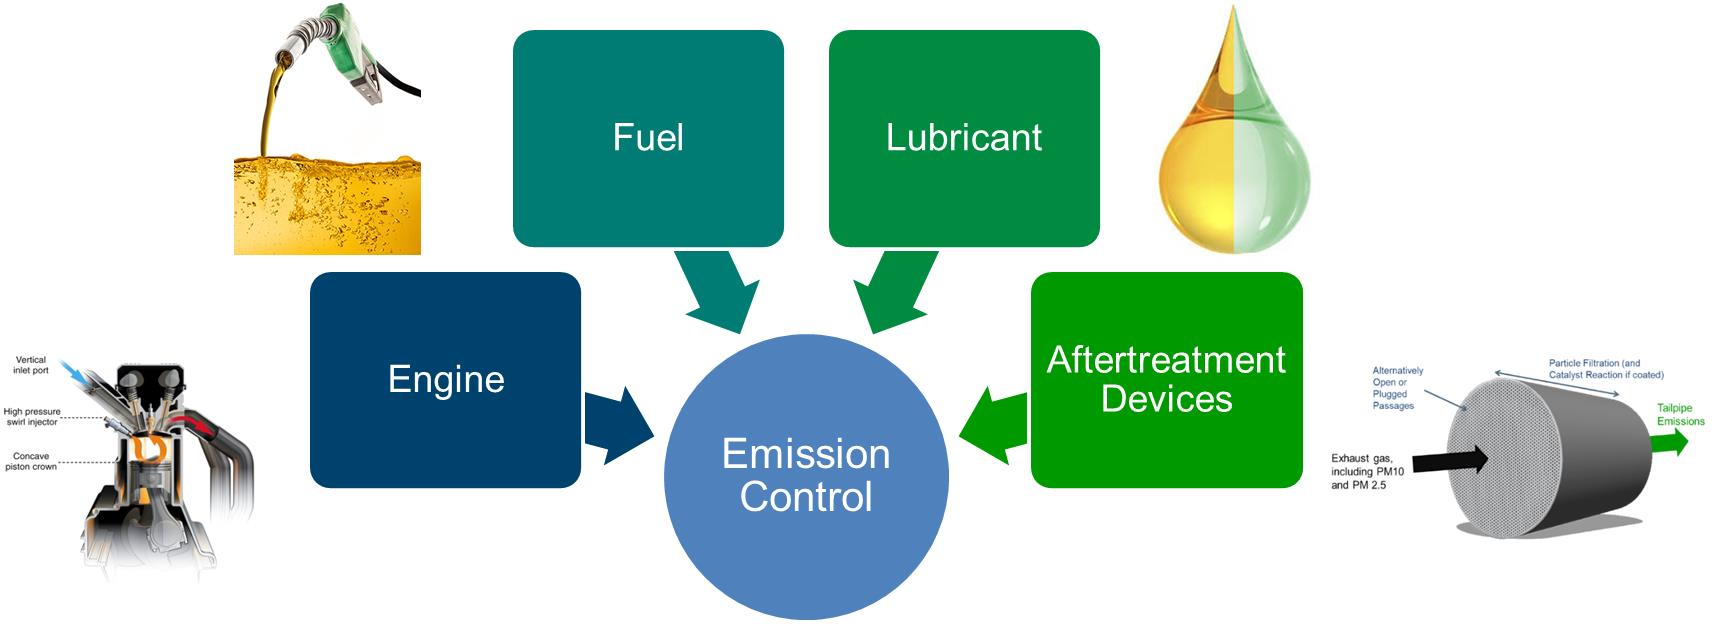 Fuel
Lubricant
Engine
Aftertreatment
Devices
Emission
Control
Vertical
inlet port
High pressure
swirl injector
Concave
piston crown
Alternatively
Open or
Plugged
Passages
Particle Filtration (and
Catalyst Reaction if coated)
Tailpipe
Emissions
Exhaust gas,
including PM10
and PM 2.5